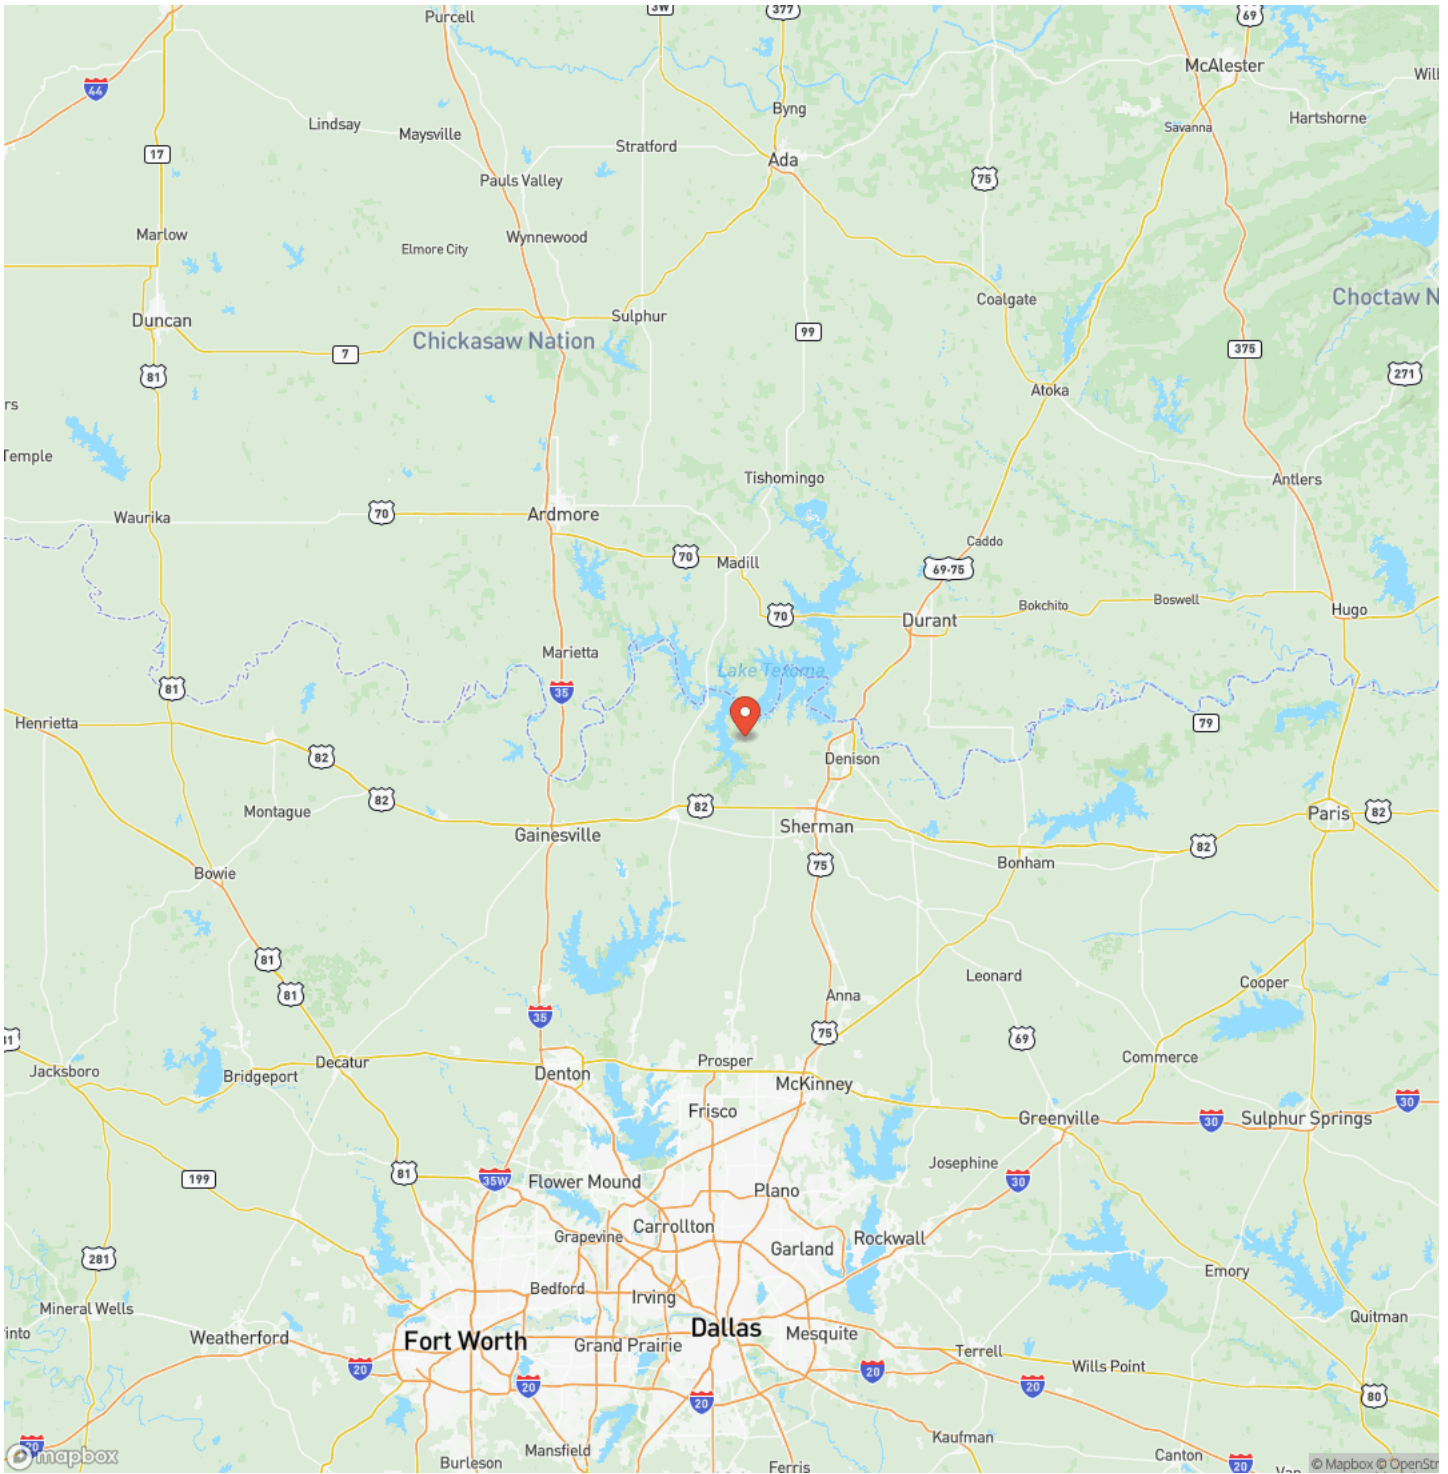 Purcell
3W
377
69
McAlester
44
Wil
Byng
Hartshorne
Lindsay
Maysville
Savanna
Stratford
17
Ada
75
Pauls Valley
Marlow
Wynnewood
Elmore City
Choctaw N
Coalgate
Duncan
Sulphur
Chickasaw Nation
99
7
375
81
271
Atoka
rs
Temple
Tishomingo
Antlers
Waurika
70
Ardmore
Caddo
70
Madill
69-75
Bokchito
Boswell
Hugo
70
Durant
Marietta
Lake Texoma
81
35
Henrietta
79
82
Denison
82
Montague
82
Paris
82
Gainesville
Sherman
82
75
Bonham
Bowie
81
Leonard
Cooper
81
Anna
35
75
69
81
Decatur
Prosper
Commerce
Jacksboro
Bridgeport
Denton
McKinney
30
Frisco
Greenville
30
Sulphur Springs
Josephine
81
199
35W
Flower Mound
30
Plano
Carrollton
Grapevine
Rockwall
Garland
281
Emory
Bedford
Irving
Mineral Wells
Quitman
Dallas
into
Weatherford
Fort Worth
Grand Prairie
Mesquite
Terrell
Wills Point
20
20
20
20
80
20
Kaufman
20
mapbox
Mansfield
Canton
Burleson
Ferris
20
Van
© Mapbox © OpenStr